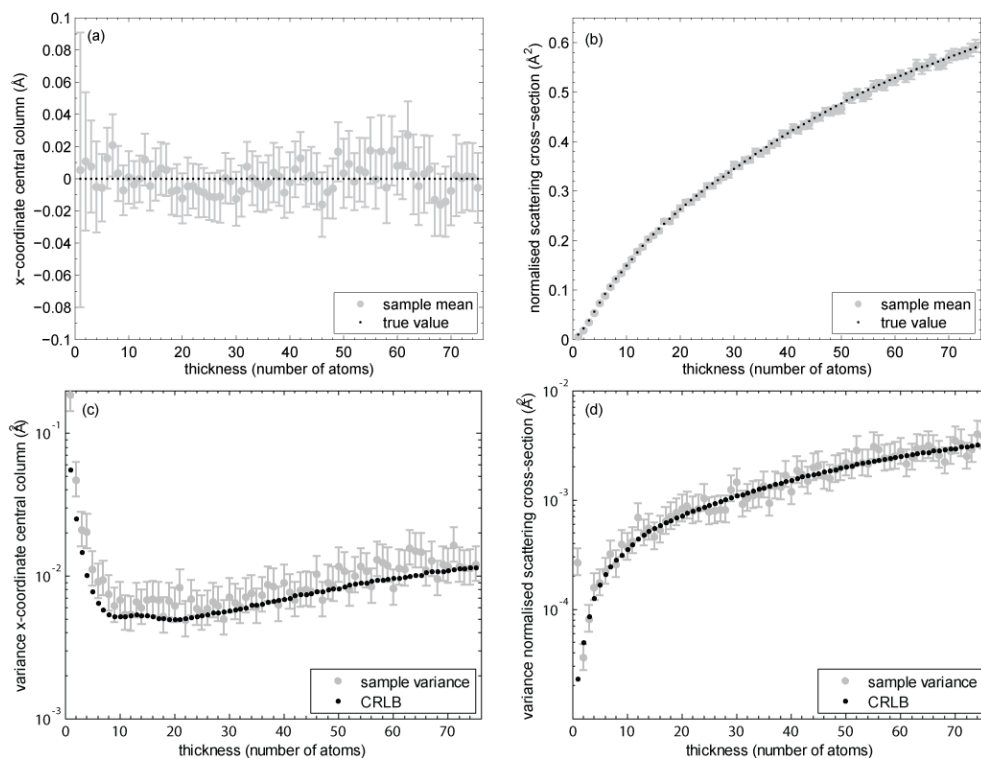 (a)
x-coordinate central column (Å)
0.1
0.08
0.06
0.04
0.02
0
−0.02
−0.04
−0.06
−0.08
−0.1
0 10 20 30 40 50 60 70
thickness (number of atoms)
sample mean
true value
(b)
normalised scattering cross-section (Å²)
0.6
0.5
0.4
0.3
0.2
0.1
0
0 10 20 30 40 50 60 70
thickness (number of atoms)
sample mean
true value
(c)
variance x-coordinate central column (Å²)
10⁻¹
10⁻²
10⁻³
0 10 20 30 40 50 60 70
thickness (number of atoms)
sample variance
CRLB
(d)
variance normalised scattering cross-section (Å²)
10⁻²
10⁻³
10⁻⁴
0 10 20 30 40 50 60 70
thickness (number of atoms)
sample variance
CRLB